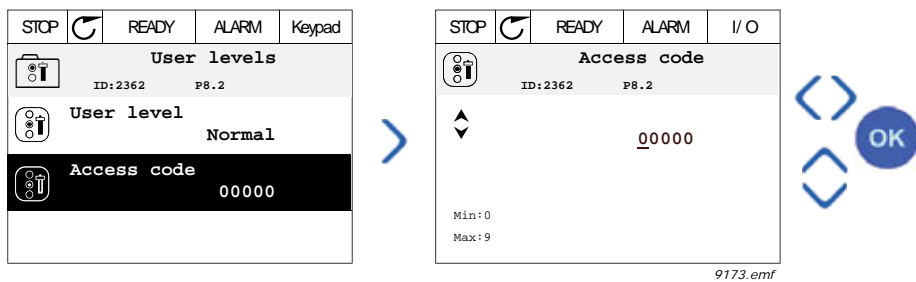 STOP READY ALARM Keypad
User levels
ID:2362 P8.2
User level
Normal
Access code
00000
STOP READY ALARM I/O
Access code
ID:2362 P8.2
00000
Min:0
Max:9
OK
9173.emf